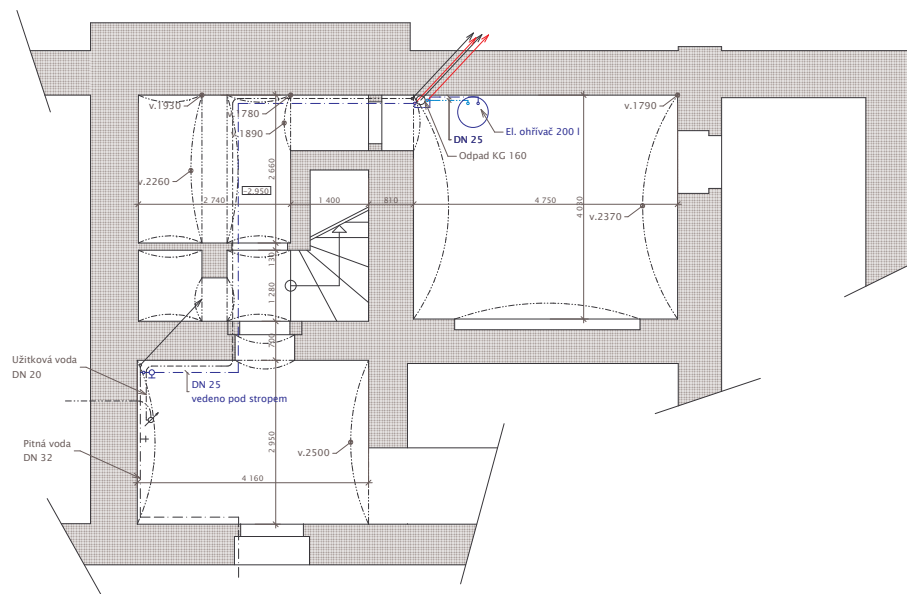 v.1930
v.1780
v.1890
v.1790
El. ohřívač 200 l
DN 25
Odpad KG 160
2 660
v.2260
-2.950
2 740
1 400
810
4 750
4 030
v.2370
130
1 280
700
Užitková voda
DN 20
DN 25
vedeno pod stropem
Pitná voda
DN 32
2 950
v.2500
4 160